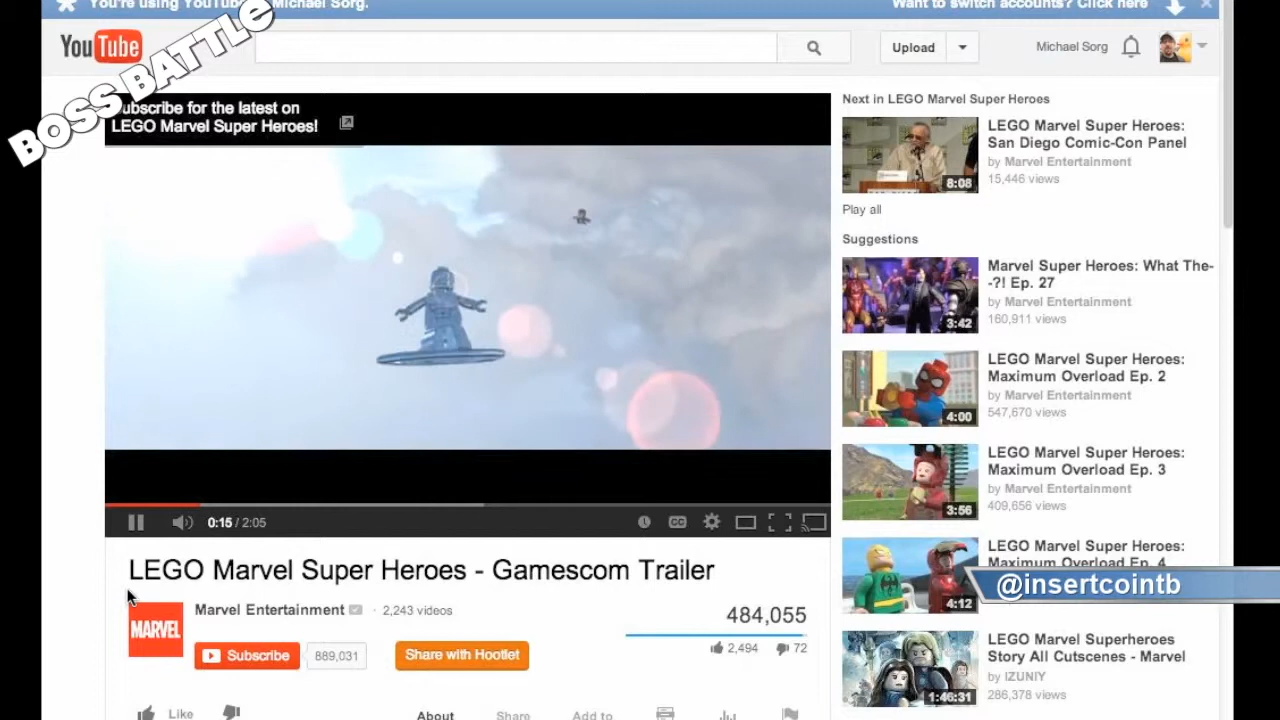 You're using YouTube
Michael Sorg.
Want to switch accounts? Click here
BOSS BATTLE
YouTube
Upload
Michael Sorg
subscribe for the latest on
LEGO Marvel Super Heroes!
0:15 / 2:05
CC
LEGO Marvel Super Heroes - Gamescom Trailer
MARVEL
Marvel Entertainment · 2,243 videos
Subscribe
889,031
Share with Hootlet
484,055
2,494
72
Like
About
Share
Add to
Next in LEGO Marvel Super Heroes
8:08
LEGO Marvel Super Heroes:
San Diego Comic-Con Panel
by Marvel Entertainment
15,446 views
Play all
Suggestions
3:42
Marvel Super Heroes: What The-
-?! Ep. 27
by Marvel Entertainment
160,911 views
4:00
LEGO Marvel Super Heroes:
Maximum Overload Ep. 2
by Marvel Entertainment
547,670 views
3:56
LEGO Marvel Super Heroes:
Maximum Overload Ep. 3
by Marvel Entertainment
409,656 views
4:12
LEGO Marvel Super Heroes:
Maximum Overload Ep. 4
@insertcointb
1:46:31
LEGO Marvel Superheroes
Story All Cutscenes - Marvel
by IZUNIY
286,378 views